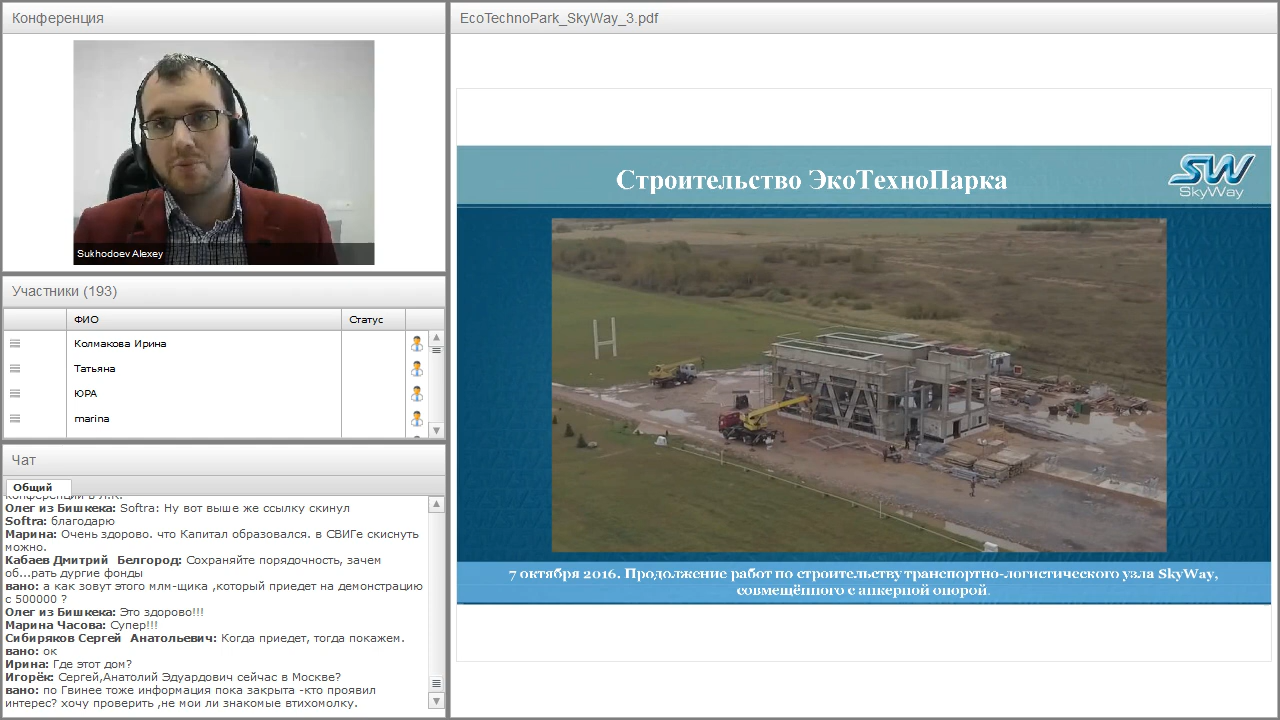 Конференция
Sukhodoev Alexey
Участники (193)
ФИО
Статус
Колмакова Ирина
Татьяна
ЮРА
marina
Чат
Общий
Олег из Бишкека: Softra: Ну вот выше же ссылку скинул
Softra: благодарю
Марина: Очень здорово. что Капитал образовался. в СВИГе скиснуть
можно.
Кабаев Дмитрий Белгород: Сохраняйте порядочность, зачем
об...рать дургие фонды
вано: а как зовут этого млм-щика ,который приедет на демонстрацию
с 500000 ?
Олег из Бишкека: Это здорово!!!
Марина Часова: Супер!!!
Сибиряков Сергей Анатольевич: Когда приедет, тогда покажем.
вано: ок
Ирина: Где этот дом?
Игорёк: Сергей,Анатолий Эдуардович сейчас в Москве?
вано: по Гвинее тоже информация пока закрыта -кто проявил
интерес? хочу проверить ,не мои ли знакомые втихомолку.
EcoTechnoPark_SkyWay_3.pdf
Строительство ЭкоТехноПарка
SW
SkyWay
7 октября 2016. Продолжение работ по строительству транспортно-логистического узла SkyWay,
совмещённого с анкерной опорой.